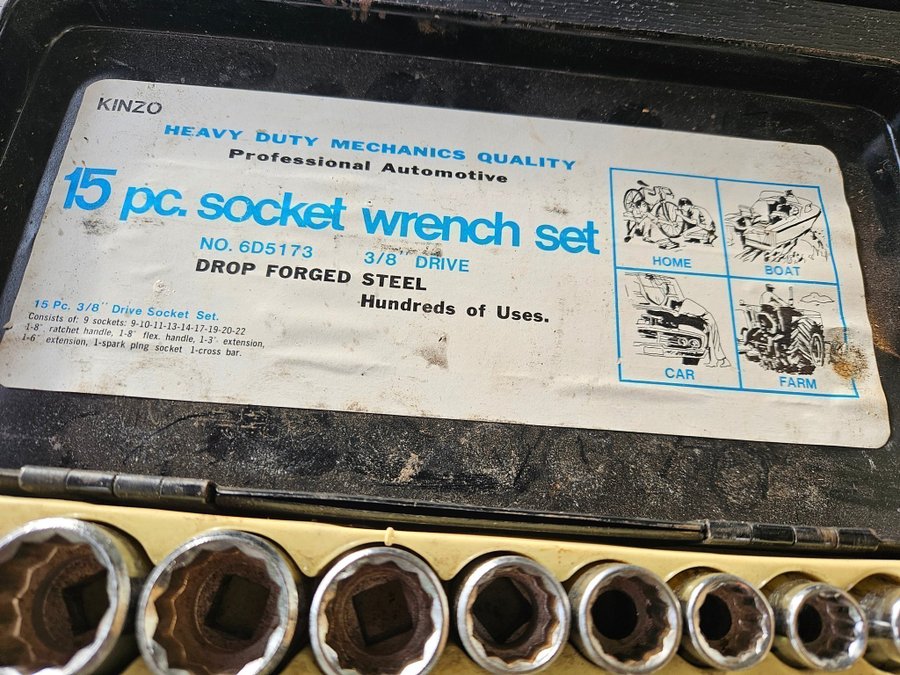 KINZO
HEAVY DUTY MECHANICS QUALITY
Professional Automotive
15 pc. socket wrench set
NO. 6D5173 3/8'' DRIVE
DROP FORGED STEEL
Hundreds of Uses.
15 Pc. 3/8'' Drive Socket Set.
Consists of: 9 sockets: 9-10-11-13-14-17-19-20-22
1-8'' ratchet handle, 1-8'' flex. handle, 1-3'' extension,
1-6'' extension, 1-spark plng socket 1-cross bar.
HOME
BOAT
CAR
FARM